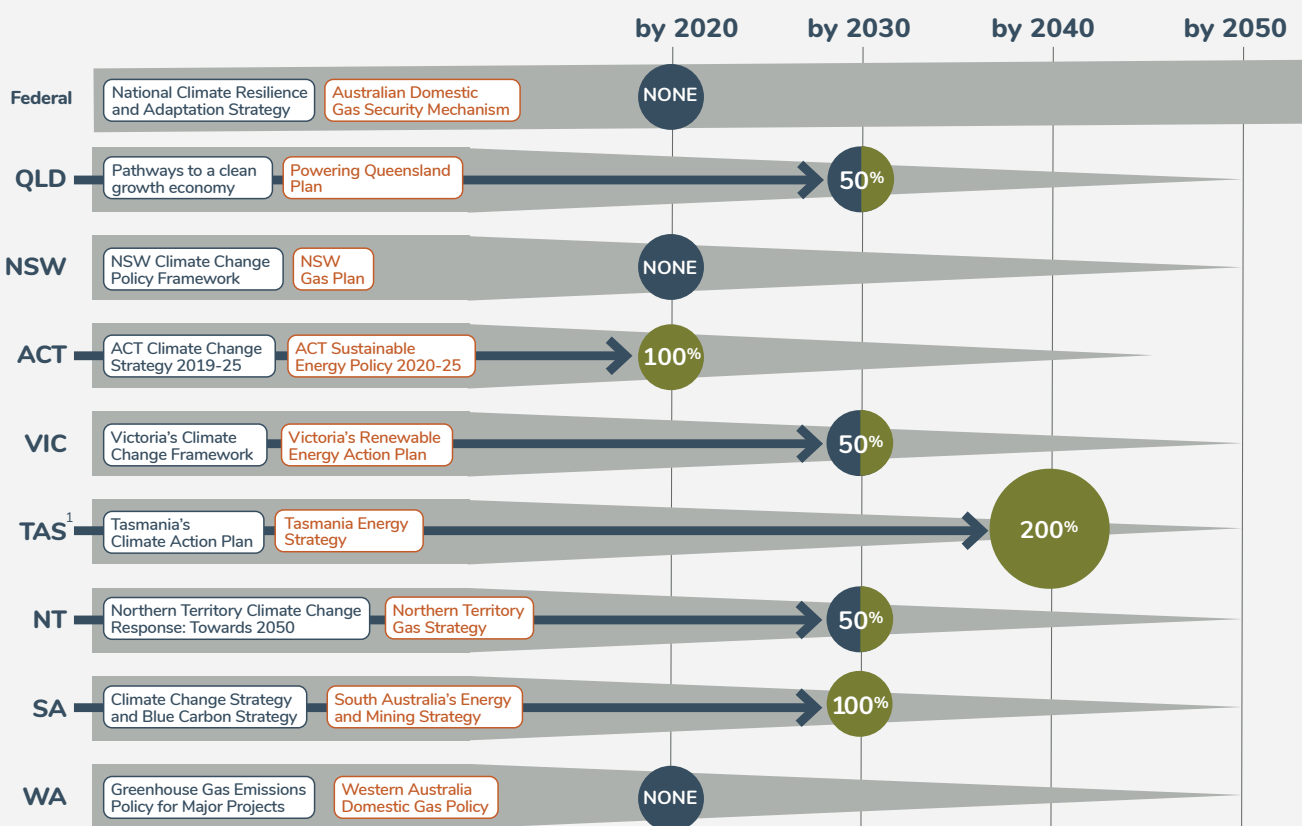 by 2020 by 2030 by 2040 by 2050
Federal
National Climate Resilience
and Adaptation Strategy
Australian Domestic
Gas Security Mechanism
NONE
QLD
Pathways to a clean
growth economy
Powering Queensland
Plan
50%
NSW
NSW Climate Change
Policy Framework
NSW
Gas Plan
NONE
ACT
ACT Climate Change
Strategy 2019-25
ACT Sustainable
Energy Policy 2020-25
100%
VIC
Victoria’s Climate
Change Framework
Victoria’s Renewable
Energy Action Plan
50%
TAS1
Tasmania’s
Climate Action Plan
Tasmania Energy
Strategy
200%
NT
Northern Territory Climate Change
Response: Towards 2050
Northern Territory
Gas Strategy
50%
SA
Climate Change Strategy
and Blue Carbon Strategy
South Australia’s Energy
and Mining Strategy
100%
WA
Greenhouse Gas Emissions
Policy for Major Projects
Western Australia
Domestic Gas Policy
NONE